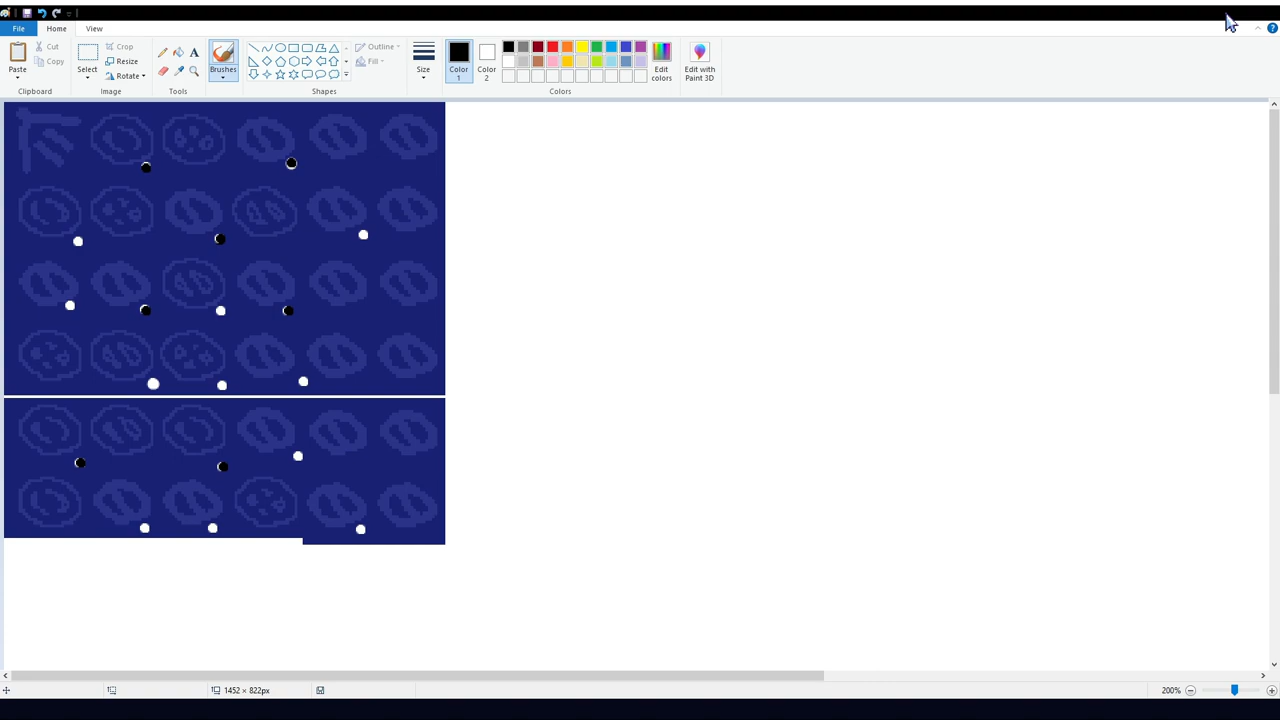 File Home View
Paste Cut Copy Clipboard
Select Crop Resize Rotate Image
Tools
Brushes
Outline Fill Shapes
Size
Color 1 Color 2 Edit colors Colors
Edit with Paint 3D
1452 × 822px 200%